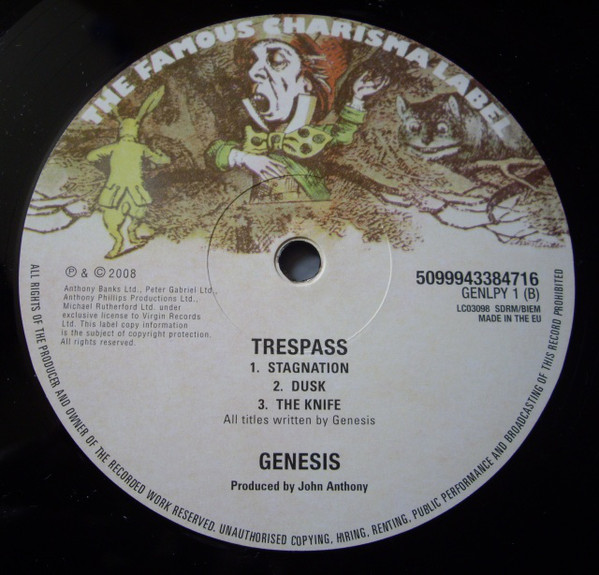 THE FAMOUS CHARISMA LABEL
℗ & © 2008
Anthony Banks Ltd., Peter Gabriel Ltd.,
Anthony Phillips Productions Ltd.,
Michael Rutherford Ltd. under
exclusive license to Virgin Records
Ltd. This label copy information
is the subject of copyright protection.
All rights reserved.
5099943384716
GENLPY 1 (B)
LC03098 SDRM/BIEM
MADE IN THE EU
TRESPASS
1. STAGNATION
2. DUSK
3. THE KNIFE
All titles written by Genesis
GENESIS
Produced by John Anthony
ALL RIGHTS OF THE PRODUCER AND OWNER OF THE RECORDED WORK RESERVED. UNAUTHORISED COPYING, HIRING, RENTING, PUBLIC PERFORMANCE AND BROADCASTING OF THIS RECORD PROHIBITED